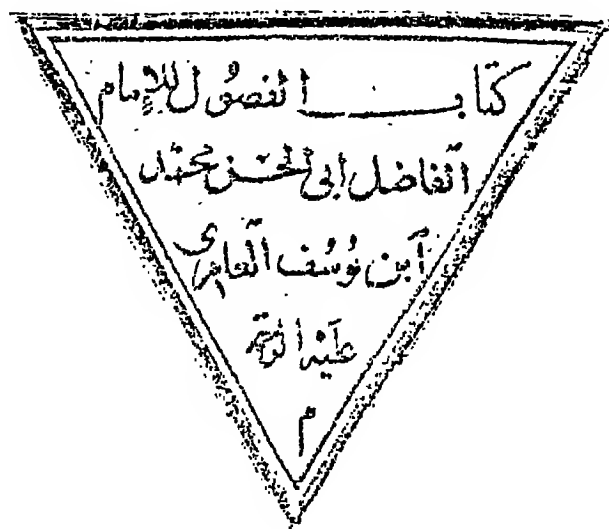 كتاب الفصول للإمام
الفاضل أبي الحسن محمد
ابن يوسف العامري
عليه الرحمة
م